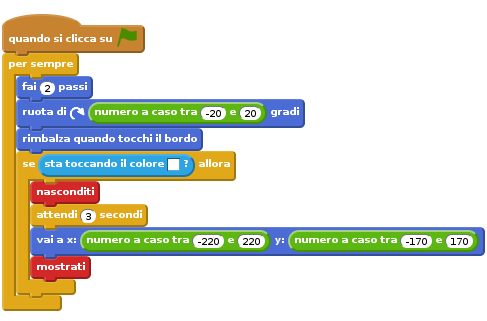 quando si clicca su
per sempre
fai 2 passi
ruota di numero a caso tra -20 e 20 gradi
rimbalza quando tocchi il bordo
se sta toccando il colore ? allora
nasconditi
attendi 3 secondi
vai a x: numero a caso tra -220 e 220 y: numero a caso tra -170 e 170
mostrati